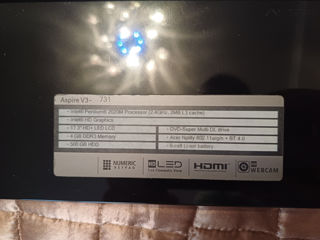 Aspire V3- 731
- Intel Pentium® 2020M Processor (2.4GHz, 2MB L3 cache)
- Intel HD Graphics
- 17.3" HD+ LED LCD
- DVD-Super Multi DL drive
- 4 GB DDR3 Memory
- Acer Nplify 802.11a/g/n + BT 4.0
- 500 GB HDD
- 6-cell Li-ion battery
NUMERIC KEYPAD
LED
HDMI
HD WEBCAM